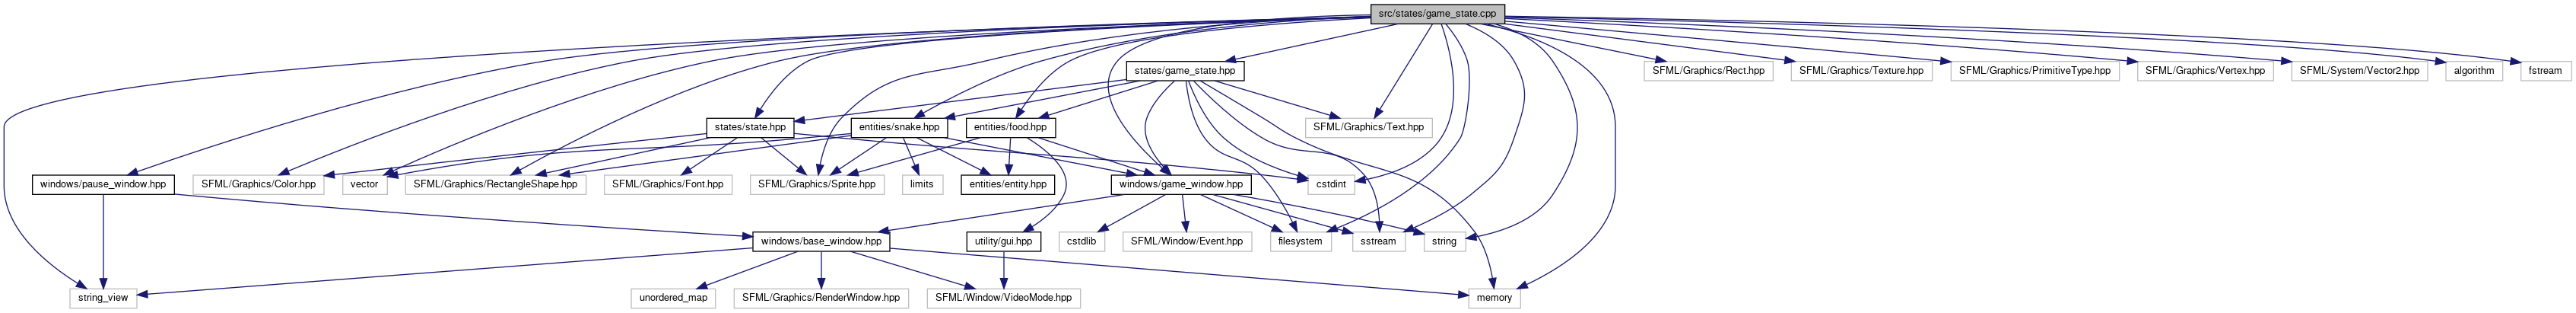 src/states/game_state.cpp
states/game_state.hpp
SFML/Graphics/Rect.hpp
SFML/Graphics/Texture.hpp
SFML/Graphics/PrimitiveType.hpp
SFML/Graphics/Vertex.hpp
SFML/System/Vector2.hpp
algorithm
fstream
states/state.hpp
entities/snake.hpp
entities/food.hpp
SFML/Graphics/Text.hpp
windows/pause_window.hpp
SFML/Graphics/Color.hpp
vector
SFML/Graphics/RectangleShape.hpp
SFML/Graphics/Font.hpp
SFML/Graphics/Sprite.hpp
limits
entities/entity.hpp
windows/game_window.hpp
cstdint
windows/base_window.hpp
utility/gui.hpp
cstdlib
SFML/Window/Event.hpp
filesystem
sstream
string
string_view
unordered_map
SFML/Graphics/RenderWindow.hpp
SFML/Window/VideoMode.hpp
memory